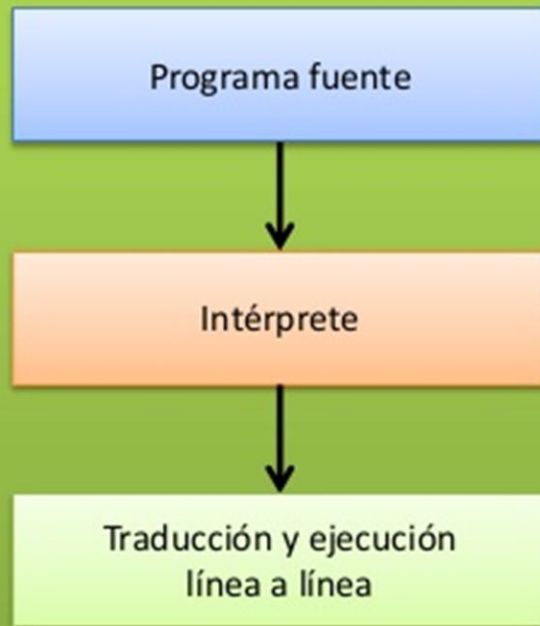 Programa fuente
Intérprete
Traducción y ejecución
línea a línea